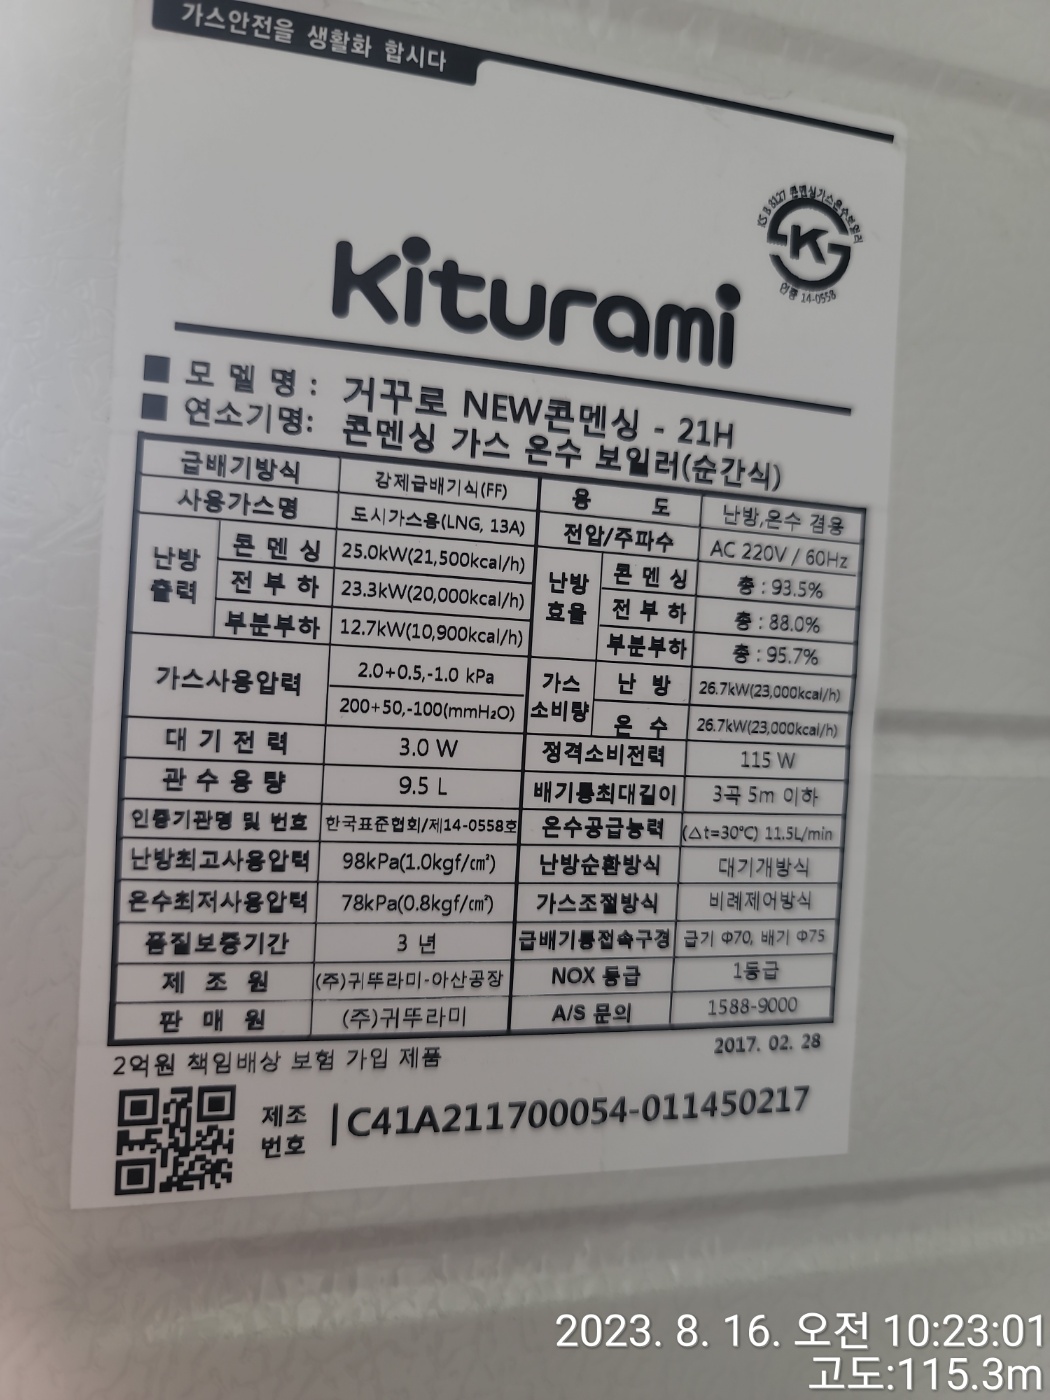 가스안전을 생활화 합시다
KS B 8127 콘덴싱가스온수보일러
인증 14-0558
Kiturami
■ 모 델 명 : 거꾸로 NEW콘덴싱 - 21H
■ 연소기명: 콘덴싱 가스 온수 보일러(순간식)
급배기방식 강제급배기식(FF) 용 도 난방,온수 겸용
사용가스명 도시가스용(LNG, 13A) 전압/주파수 AC 220V / 60Hz
난방출력 콘 덴 싱 25.0kW(21,500kcal/h) 난방효율 콘 덴 싱 총 : 93.5%
전 부 하 23.3kW(20,000kcal/h) 전 부 하 총 : 88.0%
부분부하 12.7kW(10,900kcal/h) 부분부하 총 : 95.7%
가스사용압력 2.0+0.5,-1.0 kPa 가스소비량 난 방 26.7kW(23,000kcal/h)
200+50,-100(mmH₂O) 온 수 26.7kW(23,000kcal/h)
대 기 전 력 3.0 W 정격소비전력 115 W
관 수 용 량 9.5 L 배기통최대길이 3곡 5m 이하
인증기관명 및 번호 한국표준협회/제14-0558호 온수공급능력 (△t=30℃) 11.5L/min
난방최고사용압력 98kPa(1.0kgf/㎠) 난방순환방식 대기개방식
온수최저사용압력 78kPa(0.8kgf/㎠) 가스조절방식 비례제어방식
품질보증기간 3 년 급배기통접속구경 급기 Φ70, 배기 Φ75
제 조 원 (주)귀뚜라미-아산공장 NOX 등급 1등급
판 매 원 (주)귀뚜라미 A/S 문의 1588-9000
2억원 책임배상 보험 가입 제품 2017. 02. 28
제조번호 C41A211700054-011450217
2023. 8. 16. 오전 10:23:01
고도:115.3m